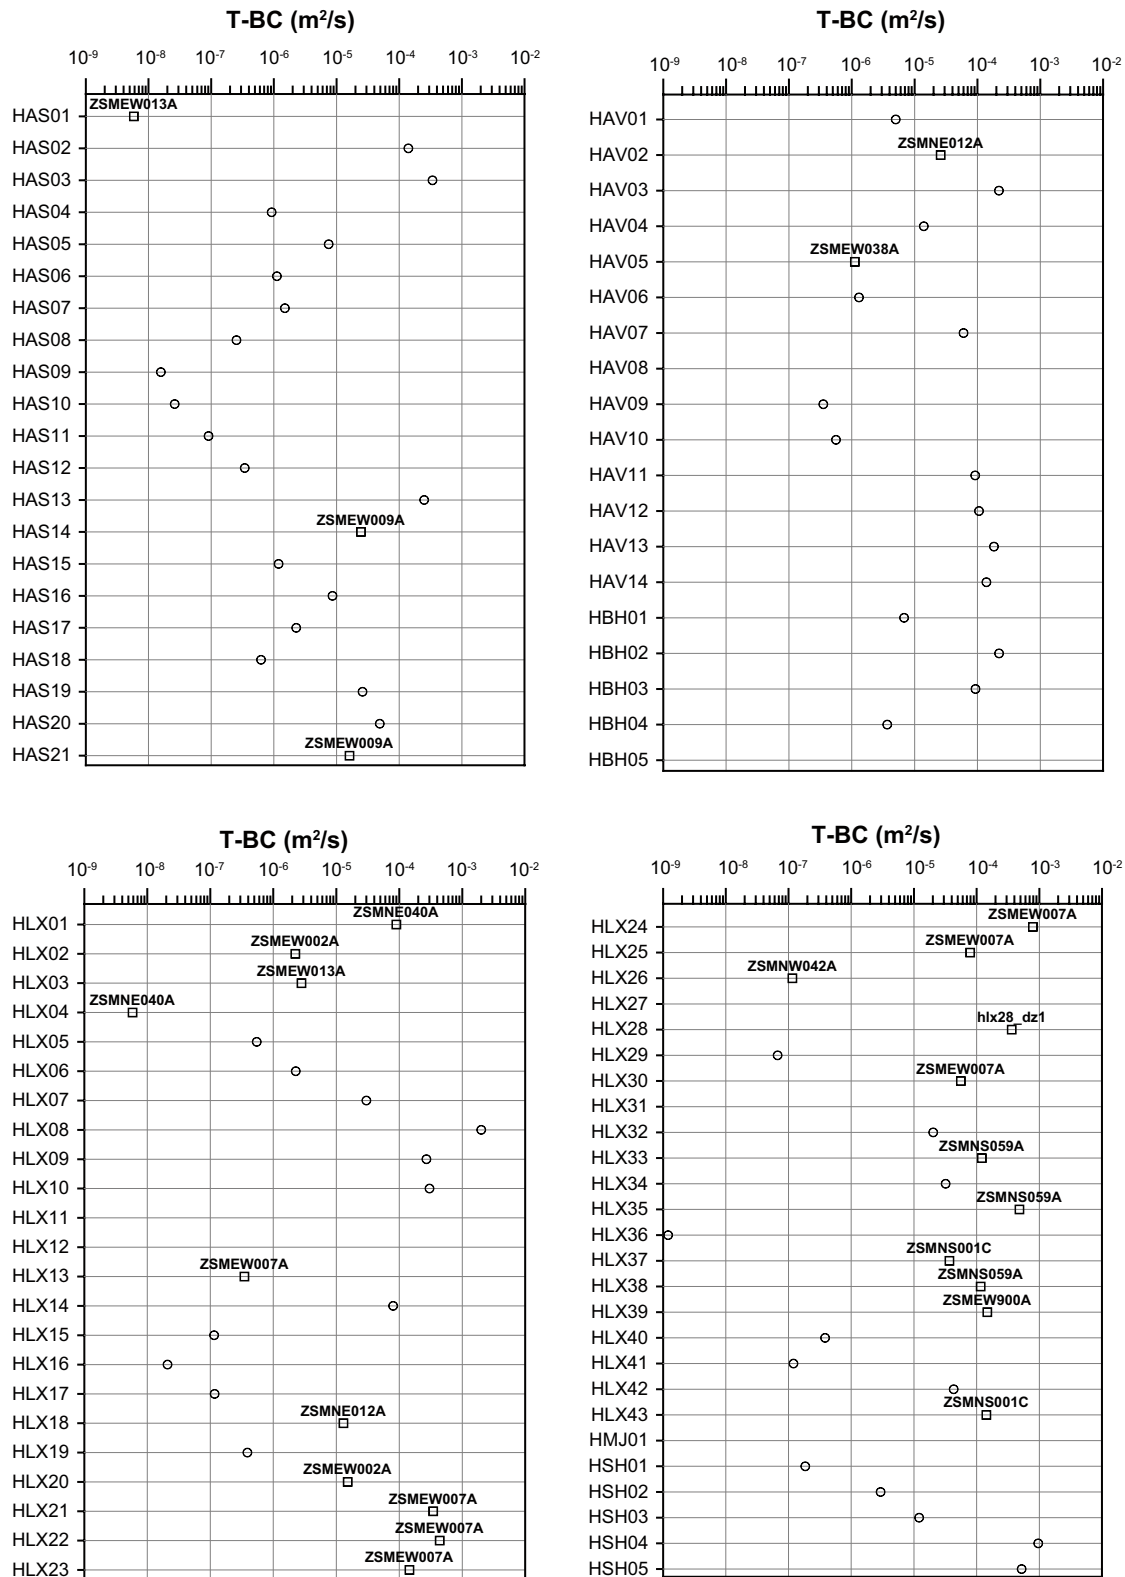 T-BC (m²/s)
10⁻⁹ 10⁻⁸ 10⁻⁷ 10⁻⁶ 10⁻⁵ 10⁻⁴ 10⁻³ 10⁻²
HAS01 ZSMEW013A
HAS02
HAS03
HAS04
HAS05
HAS06
HAS07
HAS08
HAS09
HAS10
HAS11
HAS12
HAS13
HAS14 ZSMEW009A
HAS15
HAS16
HAS17
HAS18
HAS19
HAS20
HAS21 ZSMEW009A
T-BC (m²/s)
10⁻⁹ 10⁻⁸ 10⁻⁷ 10⁻⁶ 10⁻⁵ 10⁻⁴ 10⁻³ 10⁻²
HAV01
HAV02 ZSMNE012A
HAV03
HAV04
HAV05 ZSMEW038A
HAV06
HAV07
HAV08
HAV09
HAV10
HAV11
HAV12
HAV13
HAV14
HBH01
HBH02
HBH03
HBH04
HBH05
T-BC (m²/s)
10⁻⁹ 10⁻⁸ 10⁻⁷ 10⁻⁶ 10⁻⁵ 10⁻⁴ 10⁻³ 10⁻²
HLX01 ZSMNE040A
HLX02 ZSMEW002A
HLX03 ZSMEW013A
HLX04 ZSMNE040A
HLX05
HLX06
HLX07
HLX08
HLX09
HLX10
HLX11
HLX12
HLX13 ZSMEW007A
HLX14
HLX15
HLX16
HLX17
HLX18 ZSMNE012A
HLX19
HLX20 ZSMEW002A
HLX21 ZSMEW007A
HLX22 ZSMEW007A
HLX23 ZSMEW007A
T-BC (m²/s)
10⁻⁹ 10⁻⁸ 10⁻⁷ 10⁻⁶ 10⁻⁵ 10⁻⁴ 10⁻³ 10⁻²
HLX24 ZSMEW007A
HLX25 ZSMEW007A
HLX26 ZSMNW042A
HLX27
HLX28 hlx28_dz1
HLX29
HLX30 ZSMEW007A
HLX31
HLX32
HLX33 ZSMNS059A
HLX34
HLX35 ZSMNS059A
HLX36
HLX37 ZSMNS001C
HLX38 ZSMNS059A
HLX39 ZSMEW900A
HLX40
HLX41
HLX42
HLX43 ZSMNS001C
HMJ01
HSH01
HSH02
HSH03
HSH04
HSH05